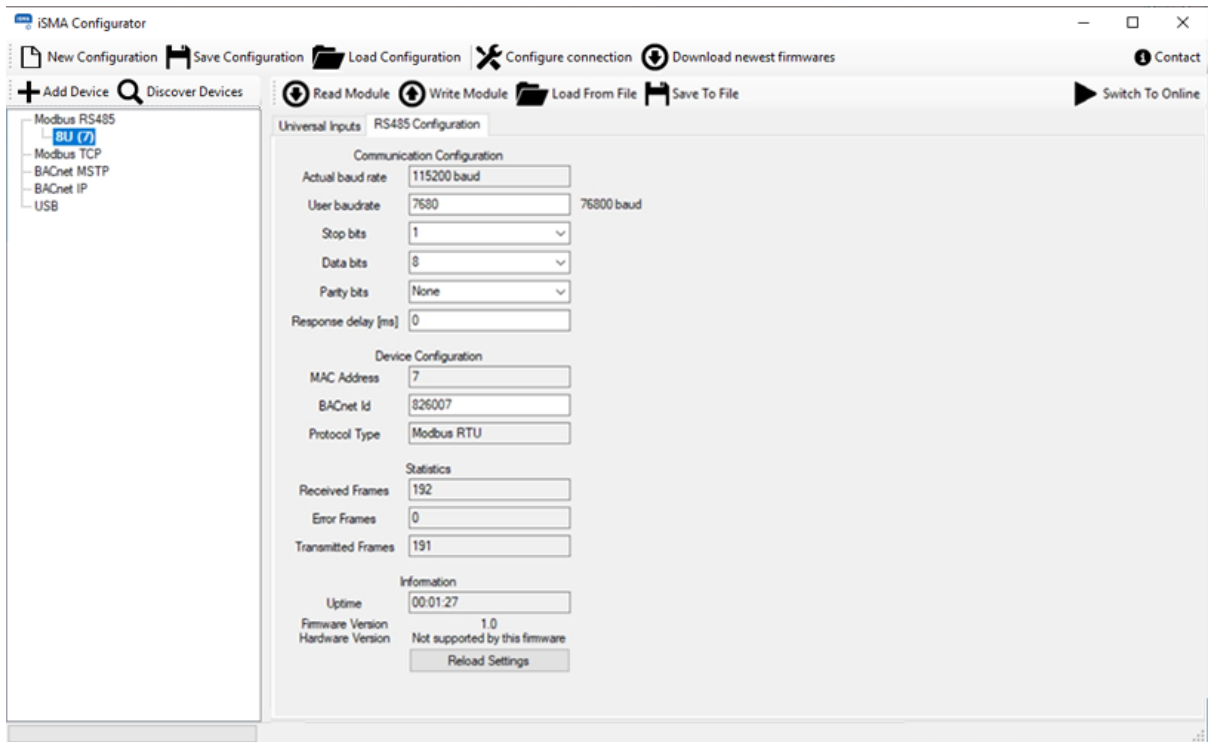 iSMA Configurator
New Configuration Save Configuration Load Configuration Configure connection Download newest firmwares Contact
Add Device Discover Devices Read Module Write Module Load From File Save To File Switch To Online
Modbus RS485
8U (7)
Modbus TCP
BACnet MSTP
BACnet IP
USB
Universal Inputs RS485 Configuration
Communication Configuration
Actual baud rate 115200 baud
User baudrate 7680 76800 baud
Stop bits 1
Data bits 8
Parity bits None
Response delay [ms] 0
Device Configuration
MAC Address 7
BACnet Id 826007
Protocol Type Modbus RTU
Statistics
Received Frames 192
Error Frames 0
Transmitted Frames 191
Information
Uptime 00:01:27
Firmware Version 1.0
Hardware Version Not supported by this firmware
Reload Settings